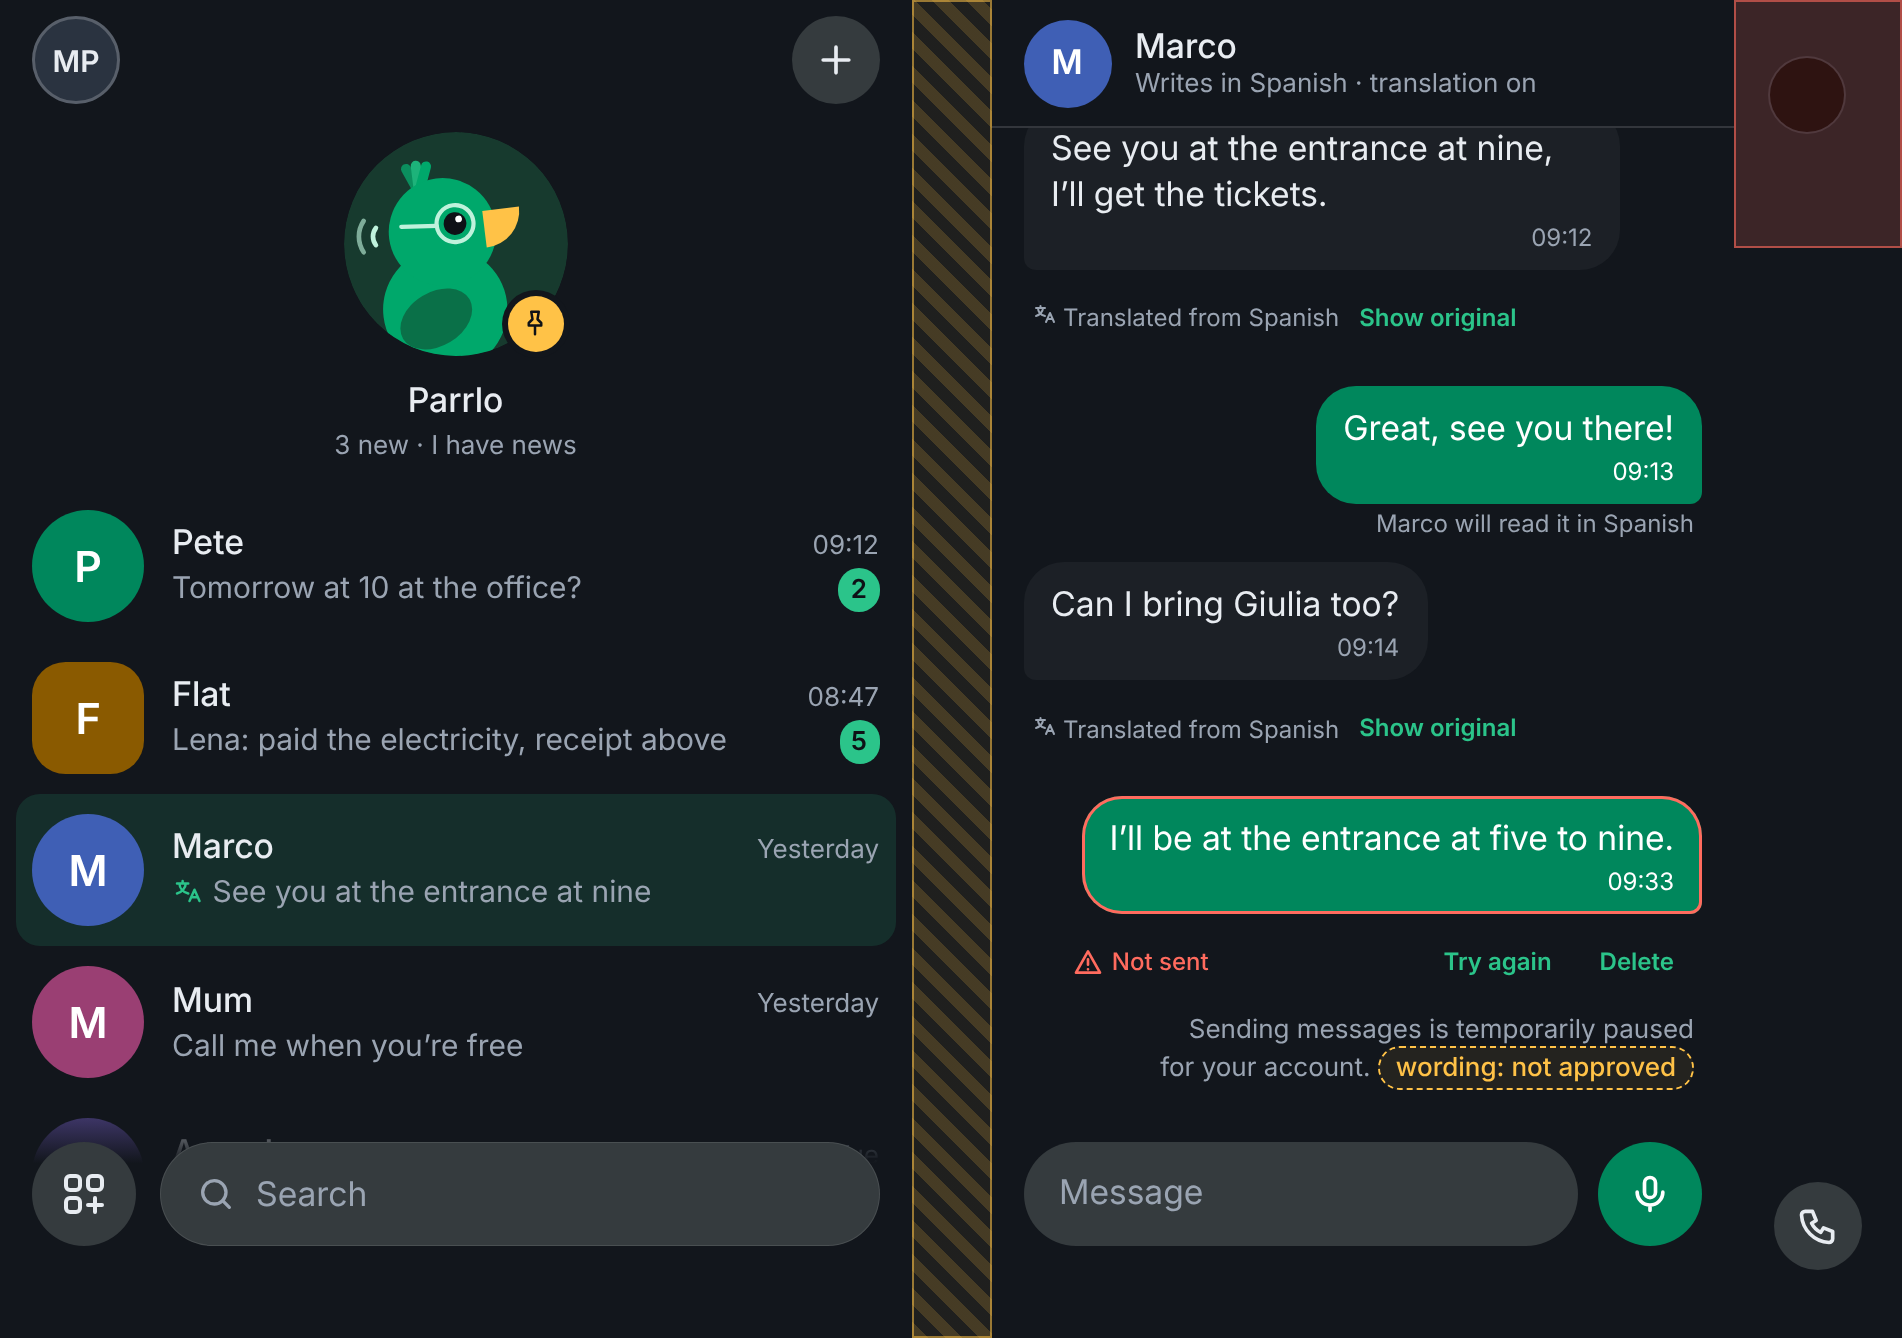 MP
Parrlo
3 new · I have news
P
Pete
09:12
Tomorrow at 10 at the office?
2
F
Flat
08:47
Lena: paid the electricity, receipt above
5
M
Marco
Yesterday
See you at the entrance at nine
M
Mum
Yesterday
Call me when you’re free
Search
M
Marco
Writes in Spanish · translation on
See you at the entrance at nine,
I’ll get the tickets.
09:12
Translated from Spanish Show original
Great, see you there!
09:13
Marco will read it in Spanish
Can I bring Giulia too?
09:14
Translated from Spanish Show original
I’ll be at the entrance at five to nine.
09:33
Not sent Try again Delete
Sending messages is temporarily paused
for your account. wording: not approved
Message